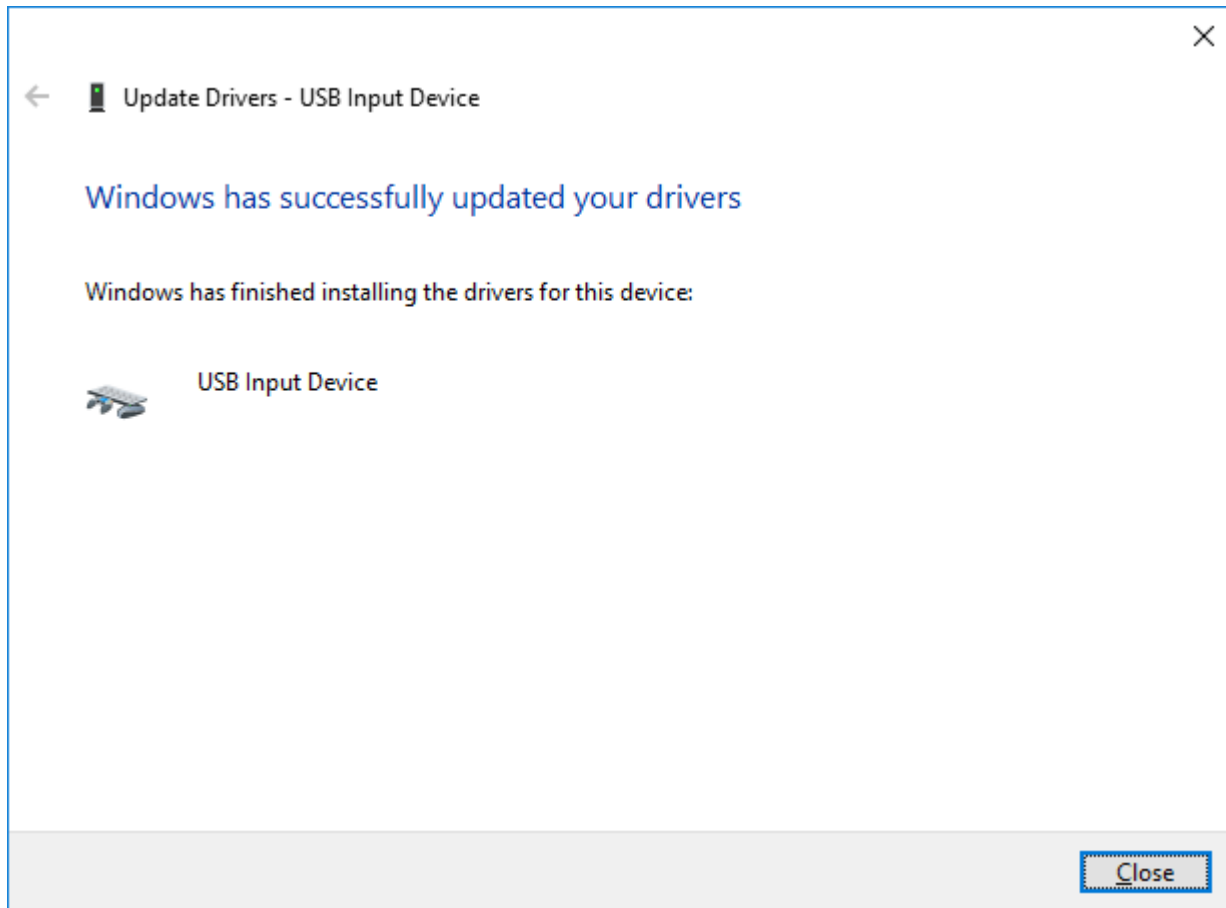 Update Drivers - USB Input Device
Windows has successfully updated your drivers
Windows has finished installing the drivers for this device:
USB Input Device
Close